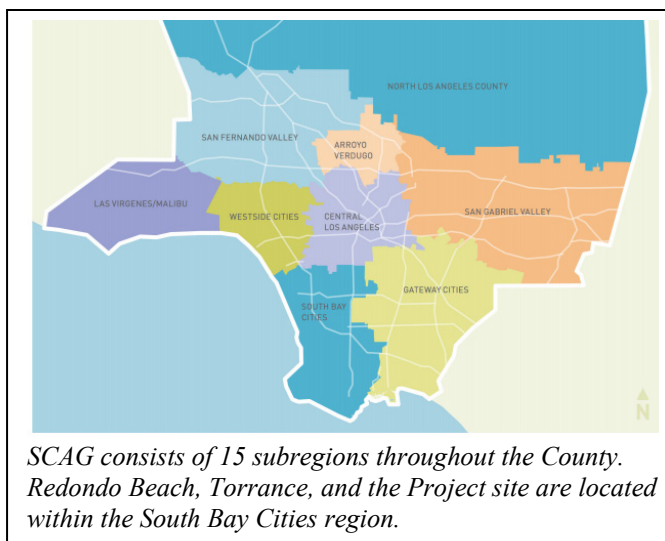 NORTH LOS ANGELES COUNTY
SAN FERNANDO VALLEY
ARROYO
VERDUGO
LAS VIRGENES/MALIBU
WESTSIDE CITIES
CENTRAL
LOS ANGELES
SAN GABRIEL VALLEY
SOUTH BAY
CITIES
GATEWAY CITIES
N
SCAG consists of 15 subregions throughout the County.
Redondo Beach, Torrance, and the Project site are located
within the South Bay Cities region.